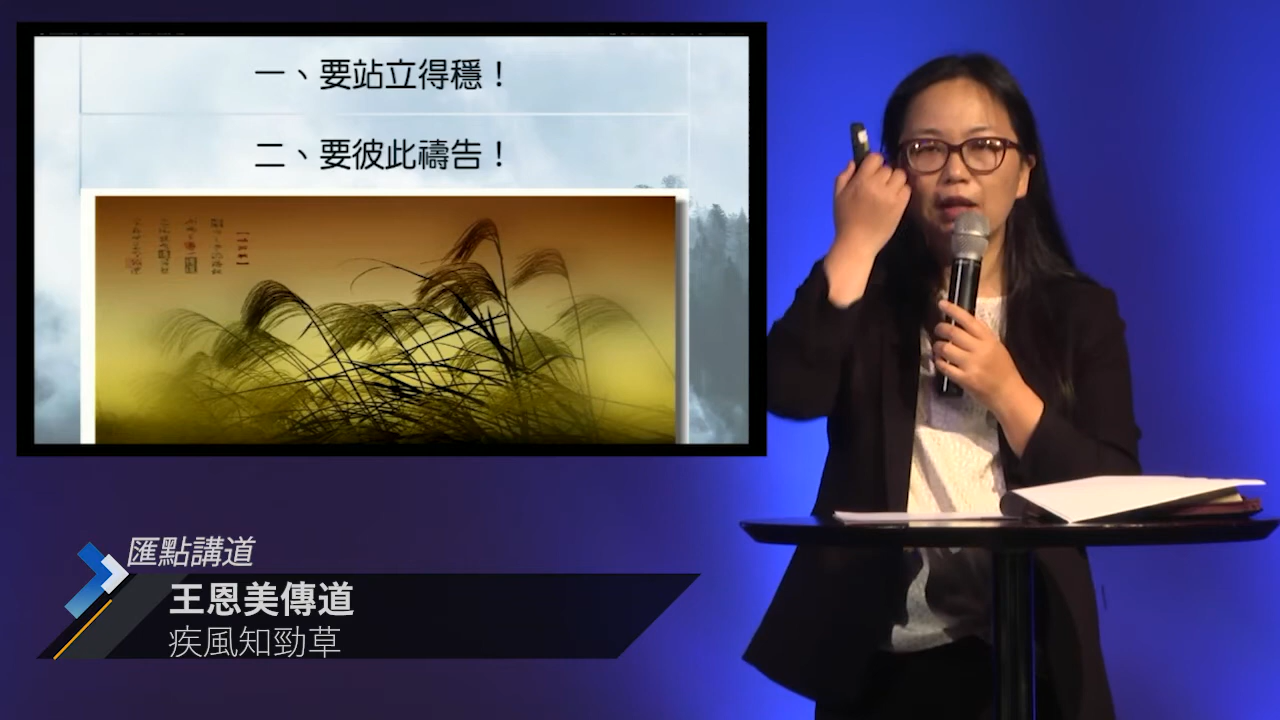 一、要站立得穩！
二、要彼此禱告！
匯點講道
王恩美傳道
疾風知勁草